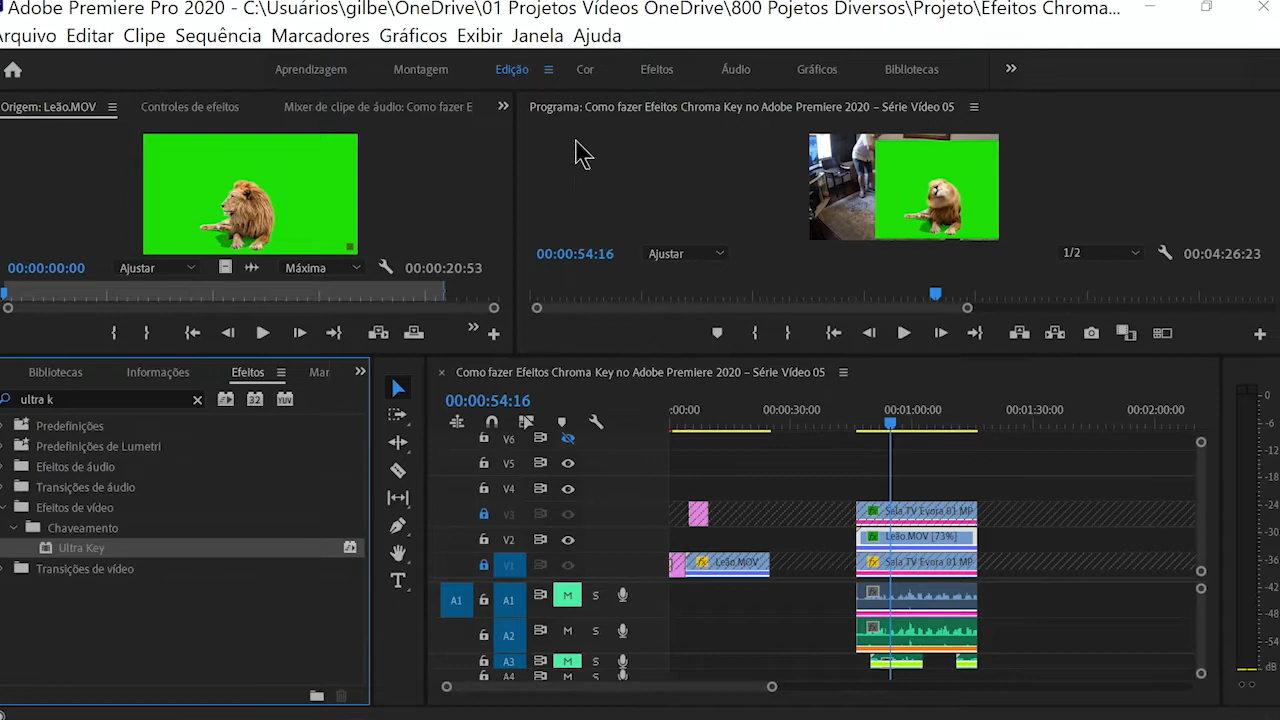 Adobe Premiere Pro 2020 - C:\Usuários\gilbe\OneDrive\01 Projetos Vídeos OneDrive\800 Pojetos Diversos\Projeto\Efeitos Chroma...
Arquivo Editar Clipe Sequência Marcadores Gráficos Exibir Janela Ajuda
Aprendizagem Montagem Edição Cor Efeitos Áudio Gráficos Bibliotecas
Origem: Leão.MOV Controles de efeitos Mixer de clipe de áudio: Como fazer E
Programa: Como fazer Efeitos Chroma Key no Adobe Premiere 2020 – Série Vídeo 05
00:00:00:00 Ajustar Máxima 00:00:20:53
00:00:54:16 Ajustar 1/2 00:04:26:23
Bibliotecas Informações Efeitos Mar
ultra k
32 YUV
Predefinições
Predefinições de Lumetri
Efeitos de áudio
Transições de áudio
Efeitos de vídeo
Chaveamento
Ultra Key
Transições de vídeo
× Como fazer Efeitos Chroma Key no Adobe Premiere 2020 – Série Vídeo 05
00:00:54:16
:00:00 00:00:30:00 00:01:00:00 00:01:30:00 00:02:00:00
V6
V5
V4
V3 Sala TV Evora 01 MP
V2 Leão.MOV [73%]
V1 Leão.MOV Sala TV Evora 01 MP
A1 A1 M S
A2 M S
A3 M S
A4 M S
0
-6
-12
-18
-24
-30
-36
-42
-48
-54
dB